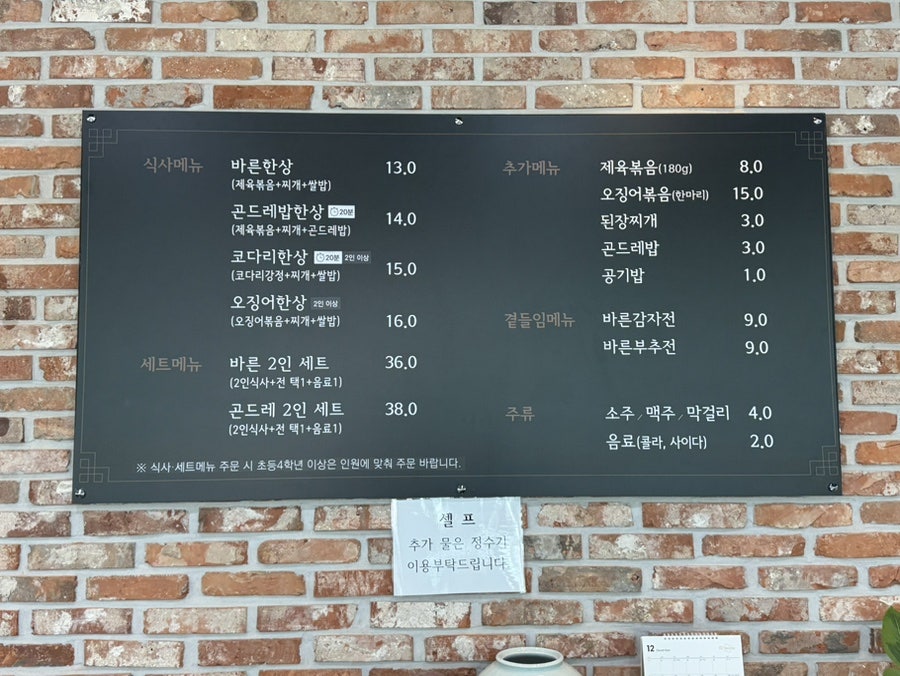 식사메뉴
바른한상 13.0
(제육볶음+찌개+쌀밥)
곤드레밥한상 20분 14.0
(제육볶음+찌개+곤드레밥)
코다리한상 20분 2인 이상 15.0
(코다리강정+찌개+쌀밥)
오징어한상 2인 이상 16.0
(오징어볶음+찌개+쌀밥)
세트메뉴
바른 2인 세트 36.0
(2인식사+전 택1+음료1)
곤드레 2인 세트 38.0
(2인식사+전 택1+음료1)
※ 식사·세트메뉴 주문 시 초등4학년 이상은 인원에 맞춰 주문 바랍니다.
추가메뉴
제육볶음(180g) 8.0
오징어볶음(한마리) 15.0
된장찌개 3.0
곤드레밥 3.0
공기밥 1.0
곁들임메뉴
바른감자전 9.0
바른부추전 9.0
주류
소주/맥주/막걸리 4.0
음료(콜라, 사이다) 2.0
셀 프
추가 물은 정수기
이용부탁드립니다.
12